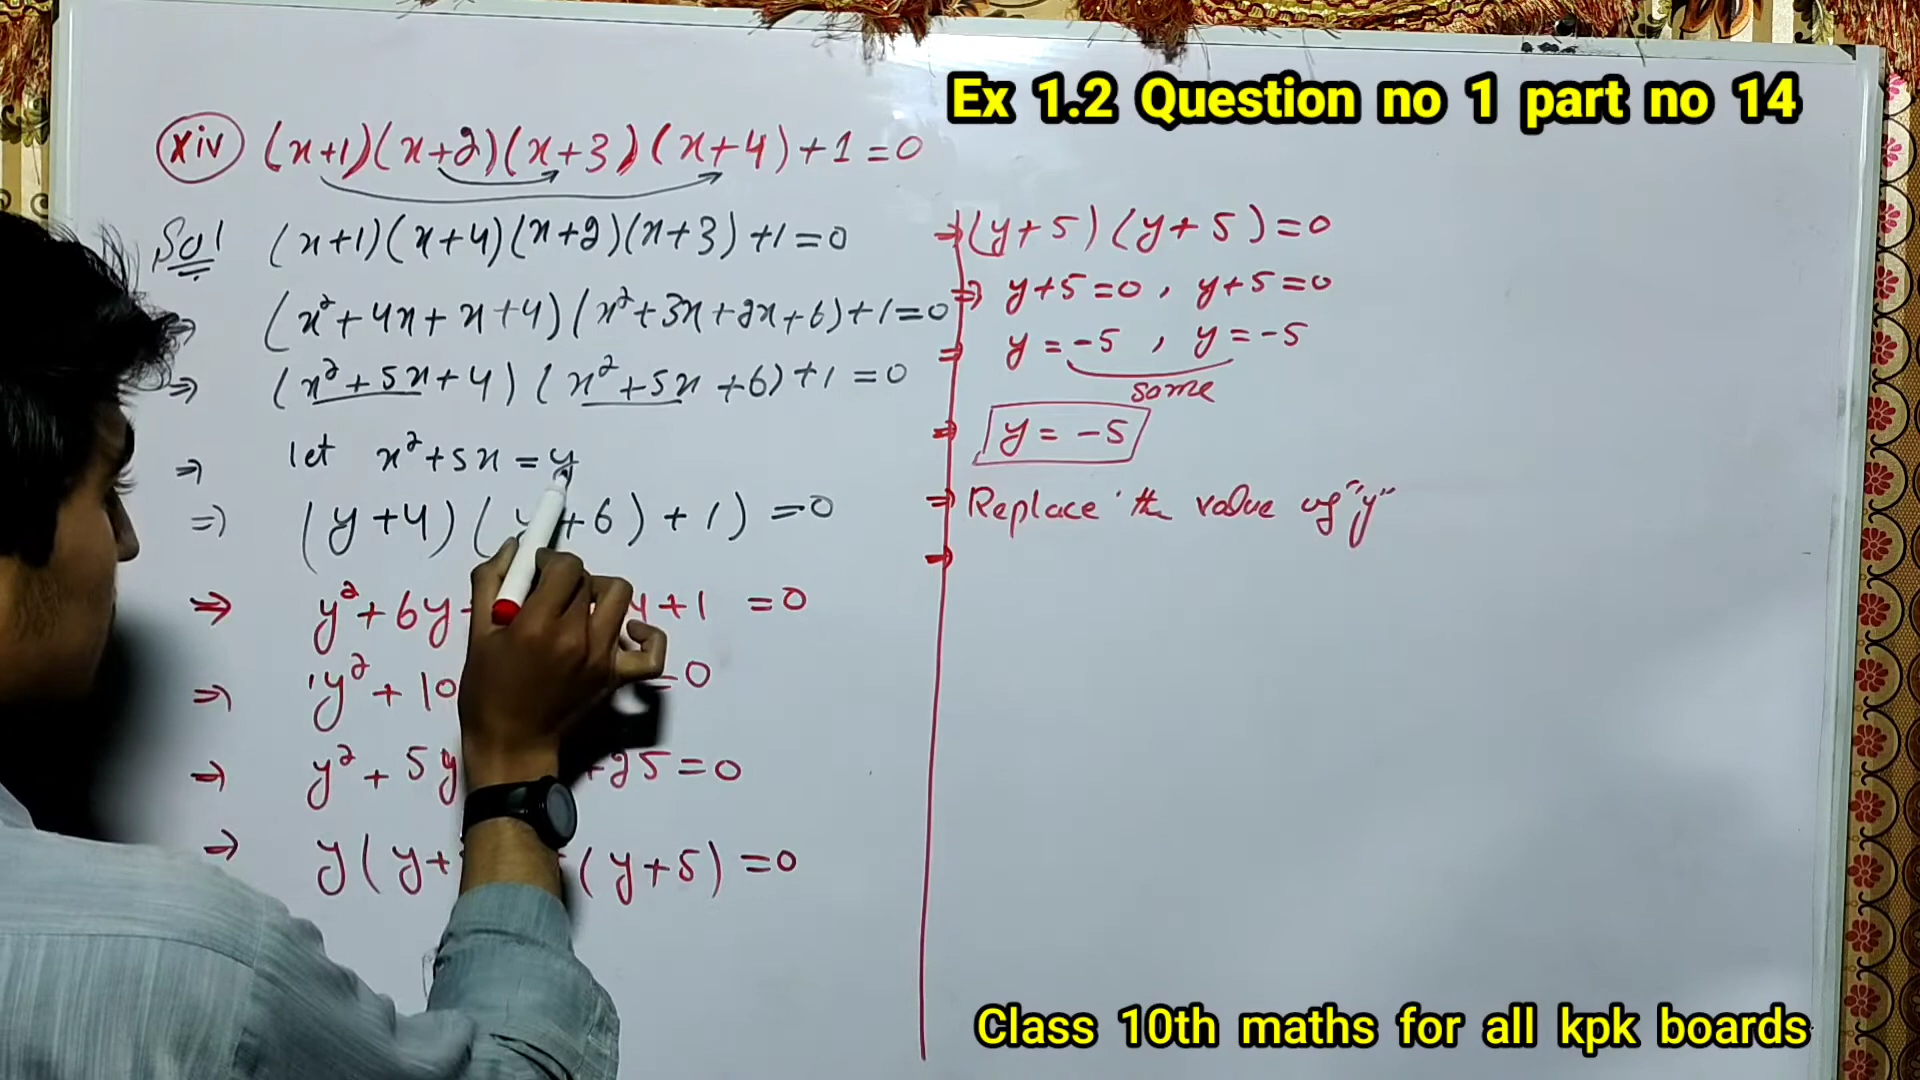 Ex 1.2 Question no 1 part no 14
xiv (x+1)(x+2)(x+3)(x+4)+1=0
Sol (x+1)(x+4)(x+2)(x+3)+1=0
⇒ (x²+4x+x+4)(x²+3x+2x+6)+1=0
⇒ (x²+5x+4)(x²+5x+6)+1=0
⇒ let x²+5x=y
⇒ (y+4)(y+6)+1)=0
⇒ y²+6y+ y+1 =0
⇒ y²+10 =0
⇒ y²+5y +25=0
⇒ y(y+ (y+5)=0
⇒ (y+5)(y+5)=0
⇒ y+5=0, y+5=0
⇒ y=-5, y=-5
same
⇒ y=-5
⇒ Replace the value of "y"
⇒
Class 10th maths for all kpk boards